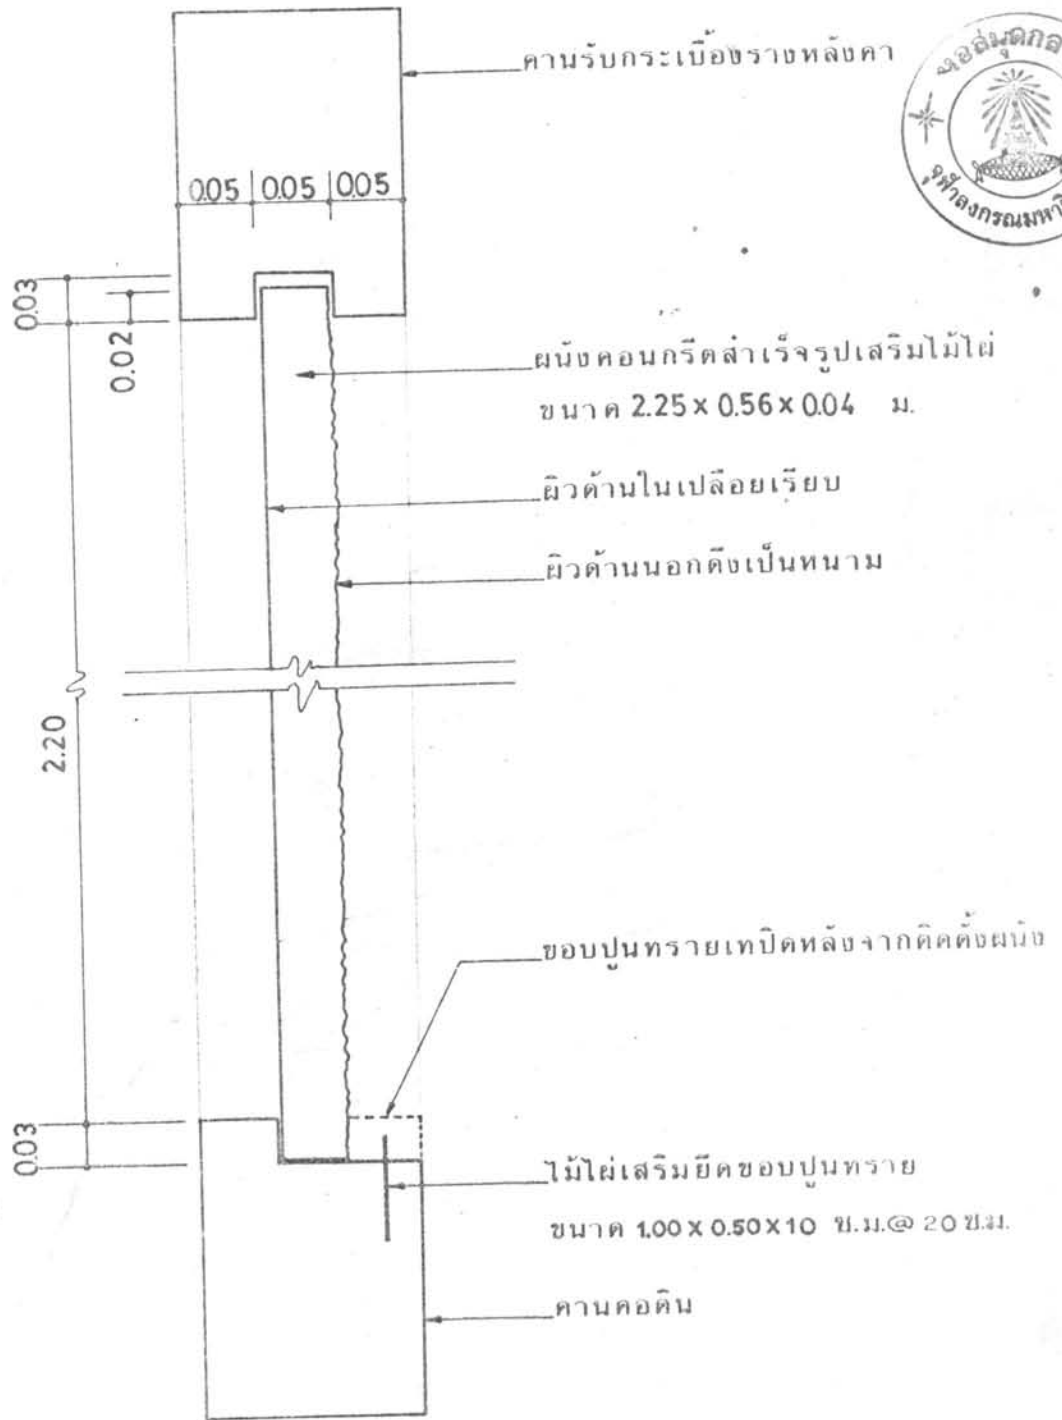 คานรับกระเบื้องรางหลังคา
0.05 0.05 0.05
0.03
0.02
ผนังคอนกรีตสำเร็จรูปเสริมไม้ไผ่
ขนาด 2.25 x 0.56 x 0.04 ม.
ผิวด้านในเปลือยเรียบ
ผิวด้านนอกดึงเป็นหนาม
2.20
ขอบปูนทรายเทปิดหลังจากติดตั้งผนัง
0.03
ไม้ไผ่เสริมยึดขอบปูนทราย
ขนาด 1.00 x 0.50 x 10 ซ.ม.@ 20 ซ.ม.
คานคอดิน